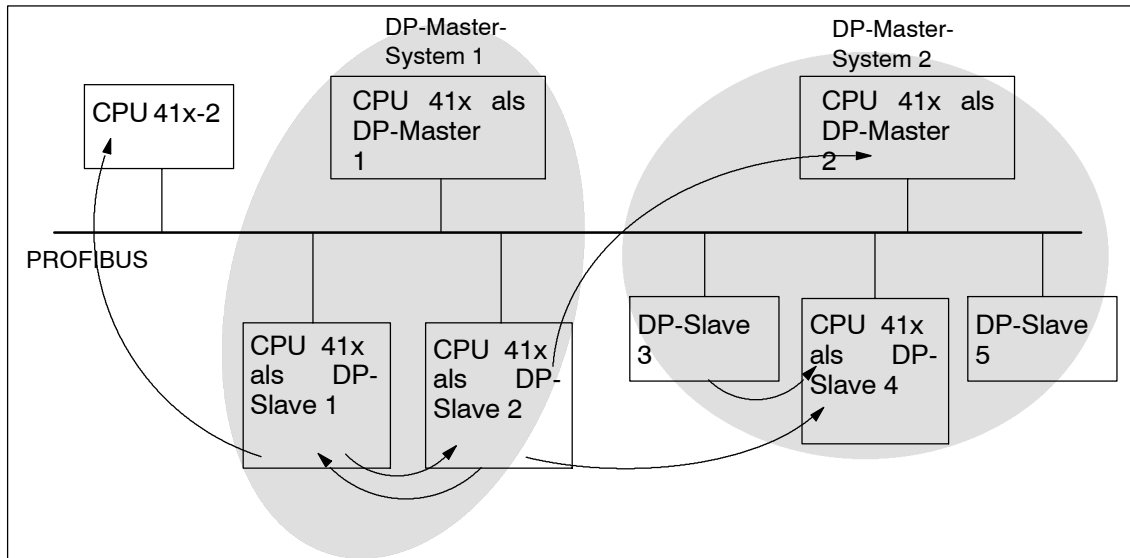 DP-Master-
System 1
DP-Master-
System 2
CPU 41x-2
CPU 41x als
DP-Master
1
CPU 41x als
DP-Master
2
PROFIBUS
CPU 41x
als DP-
Slave 1
CPU 41x
als DP-
Slave 2
DP-Slave
3
CPU 41x
als DP-
Slave 4
DP-Slave
5